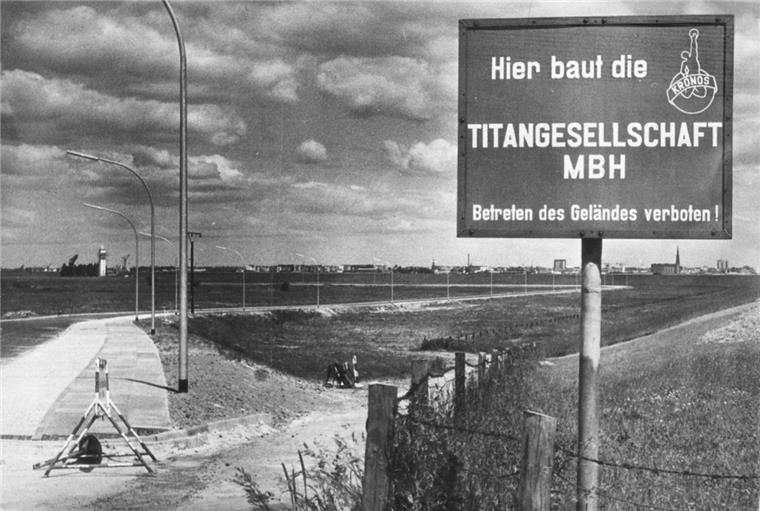 Hier baut die
KRONOS
TITANGESELLSCHAFT
MBH
Betreten des Geländes verboten!